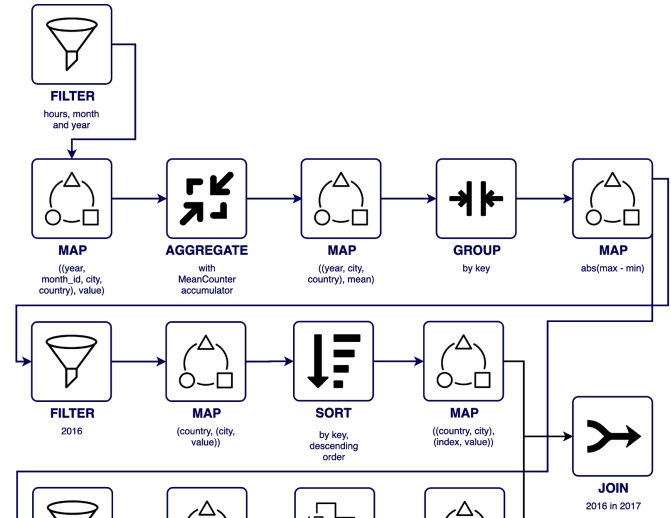 FILTER
hours, month
and year
MAP
((year,
month_id, city,
country), value)
AGGREGATE
with
MeanCounter
accumulator
MAP
((year, city,
country), mean)
GROUP
by key
MAP
abs(max - min)
FILTER
2016
MAP
(country, (city,
value))
SORT
by key,
descending
order
MAP
((country, city),
(index, value))
JOIN
2016 in 2017